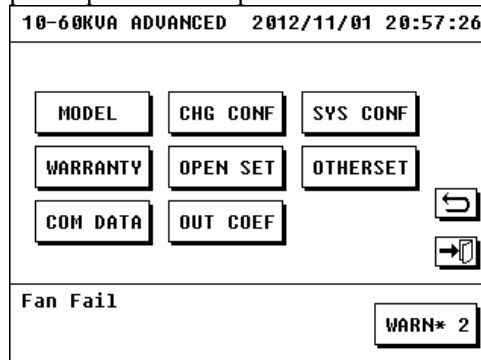 10-60KVA ADVANCED 2012/11/01 20:57:26
MODEL CHG CONF SYS CONF
WARRANTY OPEN SET OTHERSET
COM DATA OUT COEF
Fan Fail
WARN* 2